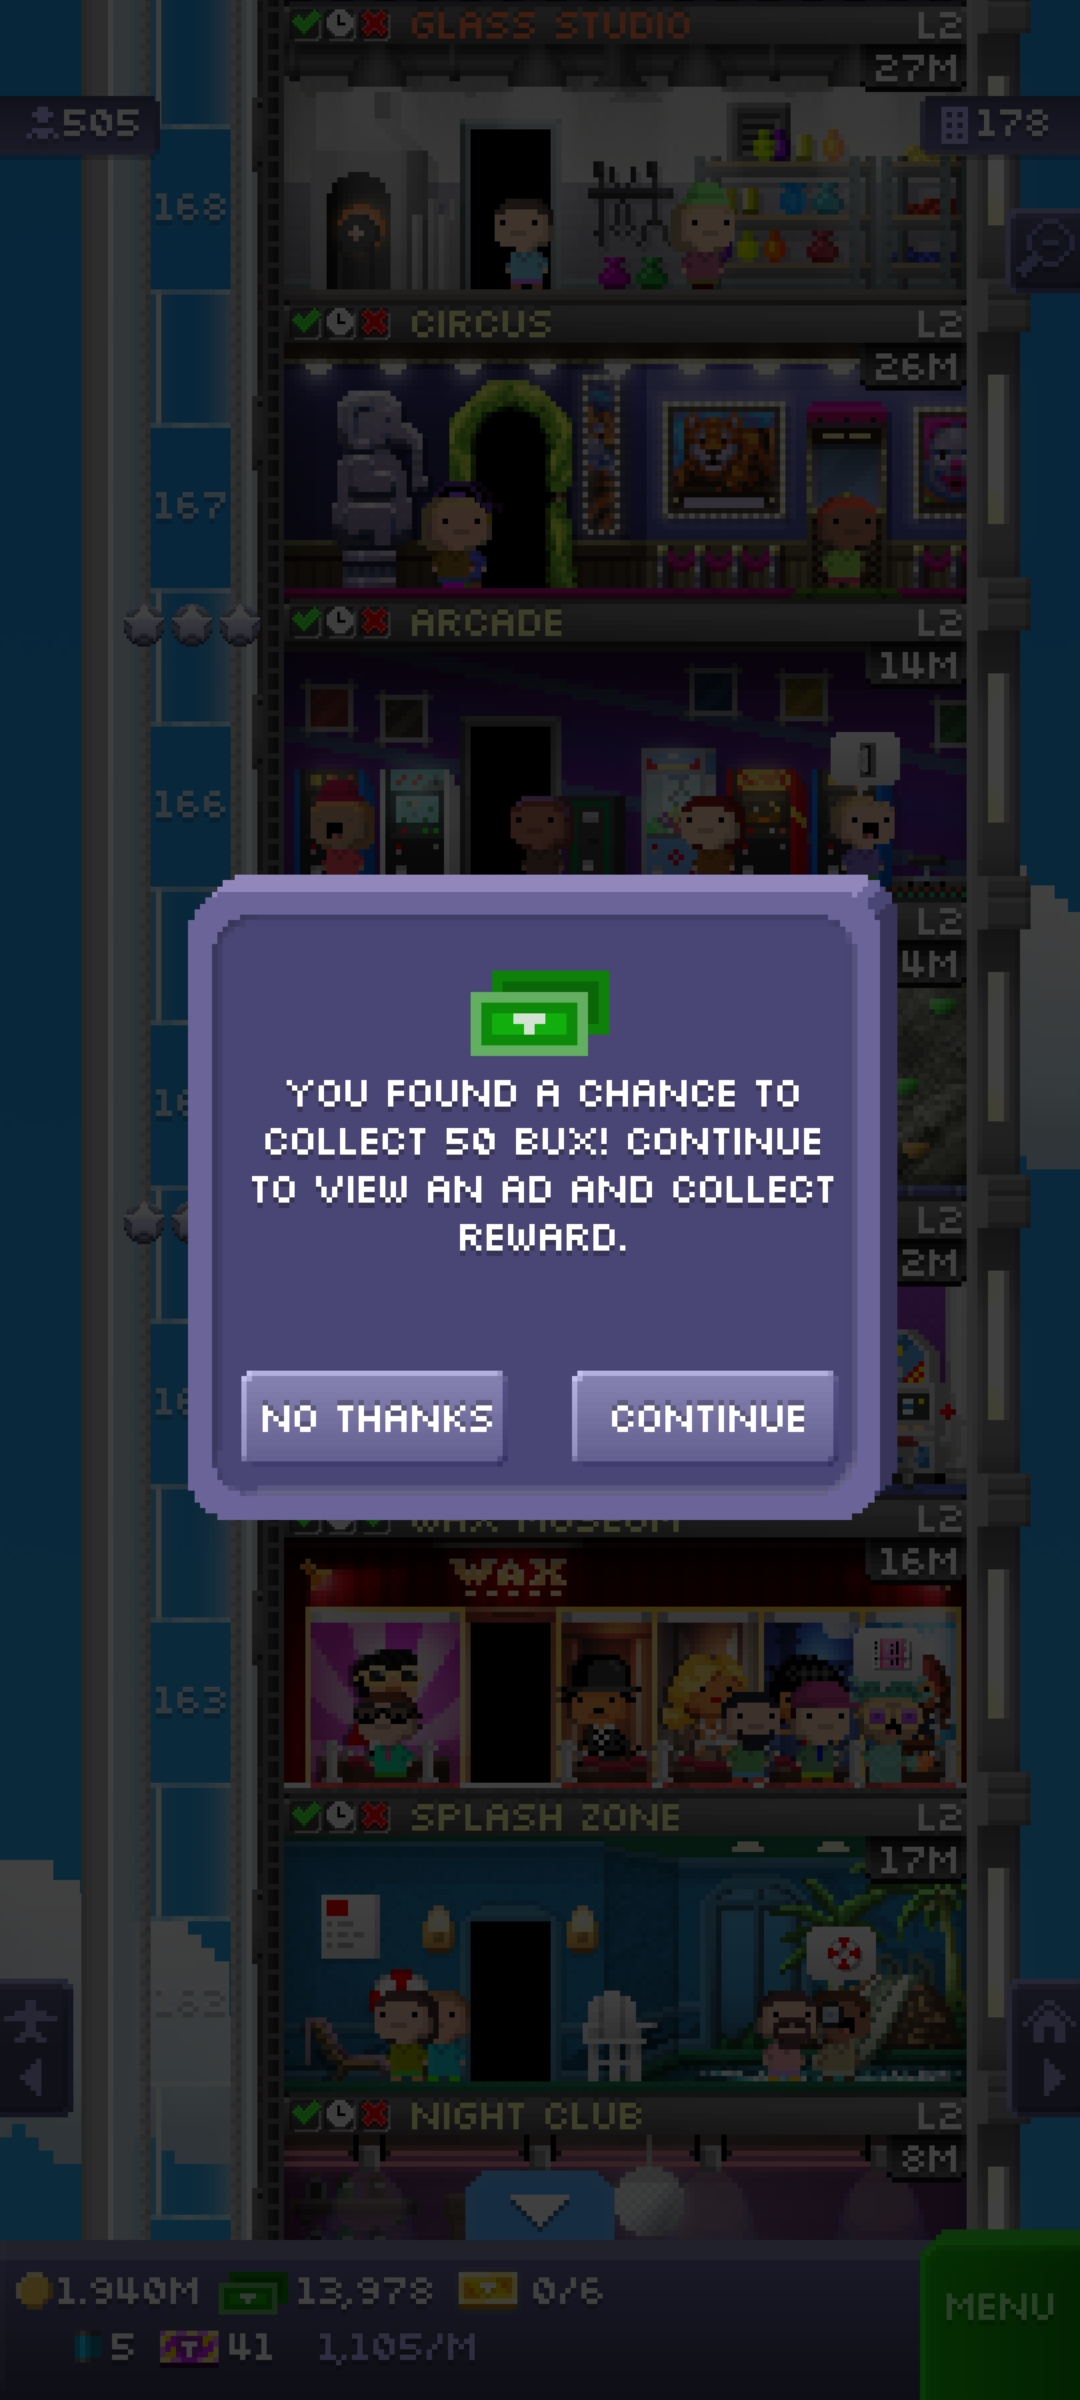 GLASS STUDIO L2
27M
505
178
168
CIRCUS L2
26M
167
ARCADE L2
14M
166
L2
4M
YOU FOUND A CHANCE TO
COLLECT 50 BUX! CONTINUE
TO VIEW AN AD AND COLLECT
REWARD.
L2
2M
NO THANKS
CONTINUE
WAX MUSEUM L2
16M
WAX
163
SPLASH ZONE L2
17M
162
NIGHT CLUB L2
8M
1.940M 13,978 0/6
MENU
5 41 1,105/M